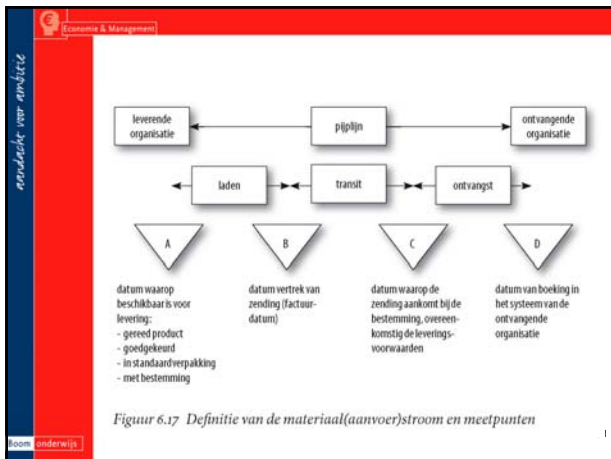 €
Economie & Management
aandacht voor ambitie
leverende
organisatie
pijplijn
ontvangende
organisatie
laden
transit
ontvangst
A
B
C
D
datum waarop
beschikbaar is voor
levering:
- gereed product
- goedgekeurd
- in standaardverpakking
- met bestemming
datum vertrek van
zending (factuur-
datum)
datum waarop de
zending aankomt bij de
bestemming, overeen-
komstig de leverings-
voorwaarden
datum van boeking in
het systeem van de
ontvangende
organisatie
Figuur 6.17 Definitie van de materiaal(aanvoer)stroom en meetpunten
Boom onderwijs